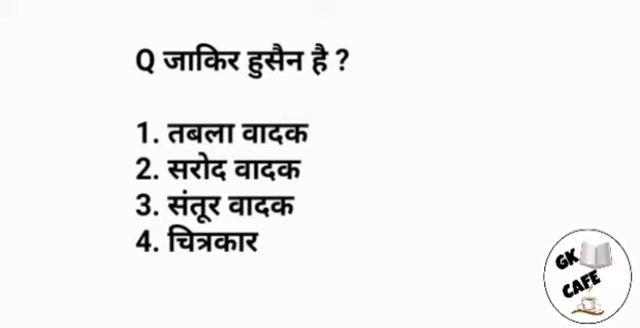 Q जाकिर हुसैन है ?
1. तबला वादक
2. सरोद वादक
3. संतूर वादक
4. चित्रकार
GK
CAFE